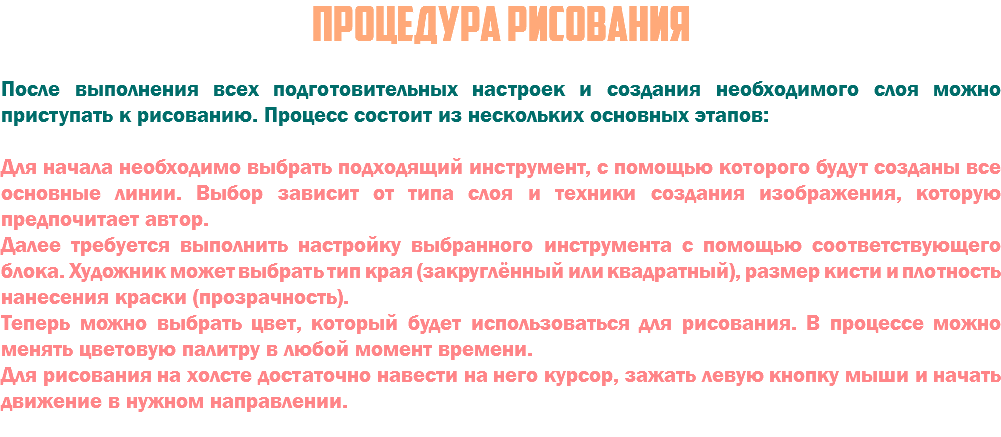 ПРОЦЕДУРА РИСОВАНИЯ
После выполнения всех подготовительных настроек и создания необходимого слоя можно
приступать к рисованию. Процесс состоит из нескольких основных этапов:
Для начала необходимо выбрать подходящий инструмент, с помощью которого будут созданы все
основные линии. Выбор зависит от типа слоя и техники создания изображения, которую
предпочитает автор.
Далее требуется выполнить настройку выбранного инструмента с помощью соответствующего
блока. Художник может выбрать тип края (закруглённый или квадратный), размер кисти и плотность
нанесения краски (прозрачность).
Теперь можно выбрать цвет, который будет использоваться для рисования. В процессе можно
менять цветовую палитру в любой момент времени.
Для рисования на холсте достаточно навести на него курсор, зажать левую кнопку мыши и начать
движение в нужном направлении.